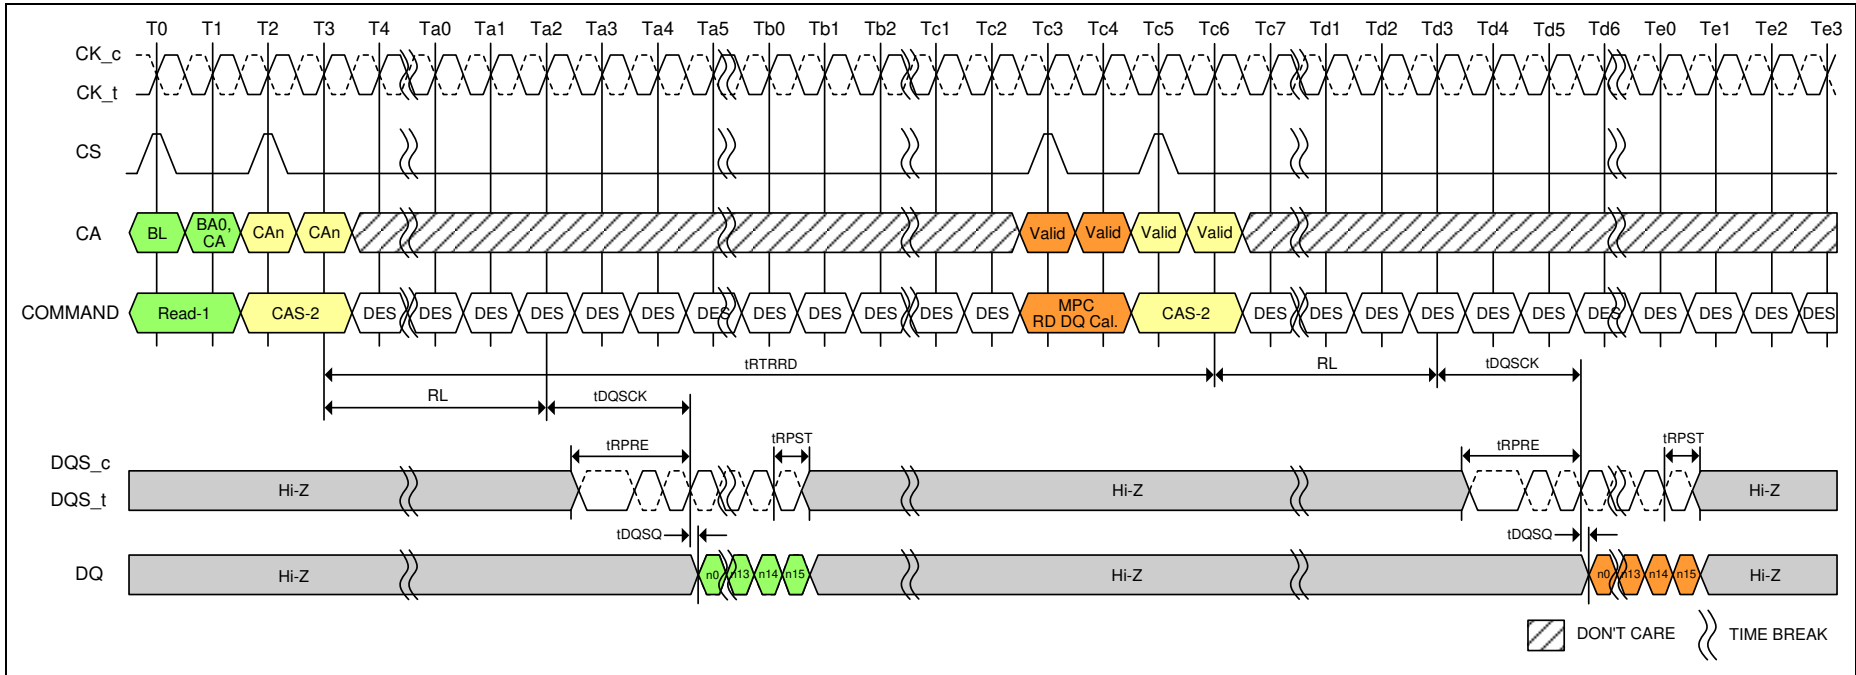 T0 T1 T2 T3 T4 Ta0 Ta1 Ta2 Ta3 Ta4 Ta5 Tb0 Tb1 Tb2 Tc1 Tc2 Tc3 Tc4 Tc5 Tc6 Tc7 Td1 Td2 Td3 Td4 Td5 Td6 Te0 Te1 Te2 Te3
CK_c
CK_t
CS
CA BL BA0, CA CAn CAn Valid Valid Valid Valid
COMMAND Read-1 CAS-2 DES DES DES DES DES DES DES DES DES DES DES DES MPC RD DQ Cal. CAS-2 DES DES DES DES DES DES DES DES DES DES DES
tRTRRD RL tDQSCK
RL tDQSCK
tRPRE tRPST tRPRE tRPST
DQS_c
DQS_t
Hi-Z Hi-Z Hi-Z
tDQSQ tDQSQ
DQ Hi-Z n0 n13 n14 n15 Hi-Z n0 n13 n14 n15 Hi-Z
DON'T CARE TIME BREAK